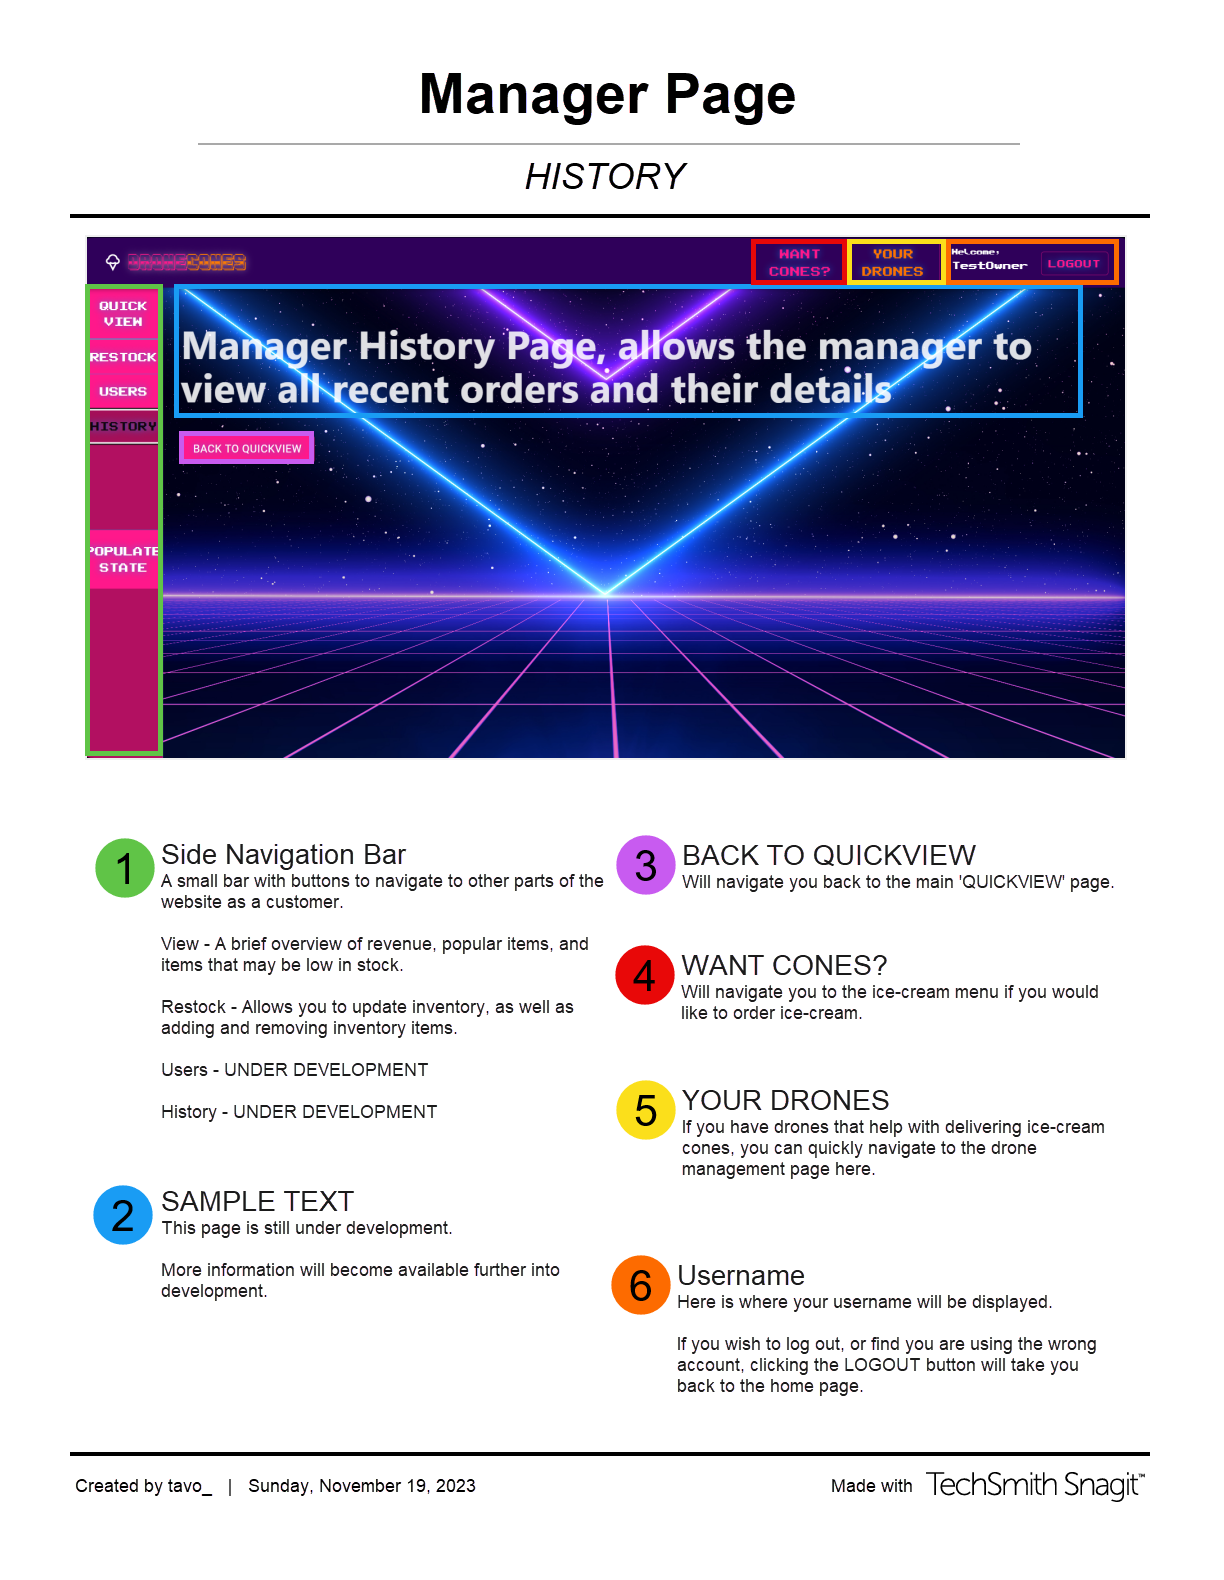 Manager Page
HISTORY
DRONECONES
WANT
CONES?
YOUR
DRONES
Welcome,
TestOwner
LOGOUT
QUICK
VIEW
RESTOCK
USERS
HISTORY
POPULATE
STATE
Manager History Page, allows the manager to
view all recent orders and their details
BACK TO QUICKVIEW
1
Side Navigation Bar
A small bar with buttons to navigate to other parts of the
website as a customer.
View - A brief overview of revenue, popular items, and
items that may be low in stock.
Restock - Allows you to update inventory, as well as
adding and removing inventory items.
Users - UNDER DEVELOPMENT
History - UNDER DEVELOPMENT
2
SAMPLE TEXT
This page is still under development.
More information will become available further into
development.
3
BACK TO QUICKVIEW
Will navigate you back to the main 'QUICKVIEW' page.
4
WANT CONES?
Will navigate you to the ice-cream menu if you would
like to order ice-cream.
5
YOUR DRONES
If you have drones that help with delivering ice-cream
cones, you can quickly navigate to the drone
management page here.
6
Username
Here is where your username will be displayed.
If you wish to log out, or find you are using the wrong
account, clicking the LOGOUT button will take you
back to the home page.
Created by tavo_ | Sunday, November 19, 2023
Made with TechSmith Snagit™